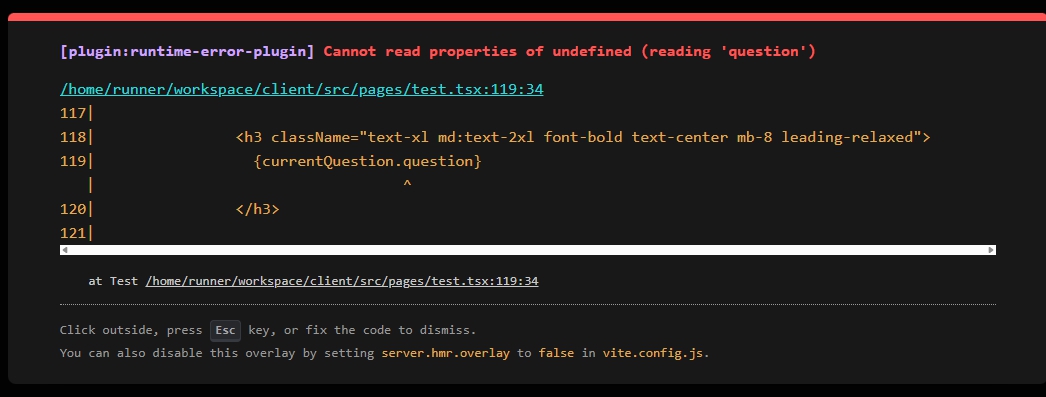 [plugin:runtime-error-plugin] Cannot read properties of undefined (reading 'question')
/home/runner/workspace/client/src/pages/test.tsx:119:34
117|
118|                <h3 className="text-xl md:text-2xl font-bold text-center mb-8 leading-relaxed">
119|                  {currentQuestion.question}
   |                                   ^
120|                </h3>
121|
at Test /home/runner/workspace/client/src/pages/test.tsx:119:34
Click outside, press Esc key, or fix the code to dismiss.
You can also disable this overlay by setting server.hmr.overlay to false in vite.config.js.